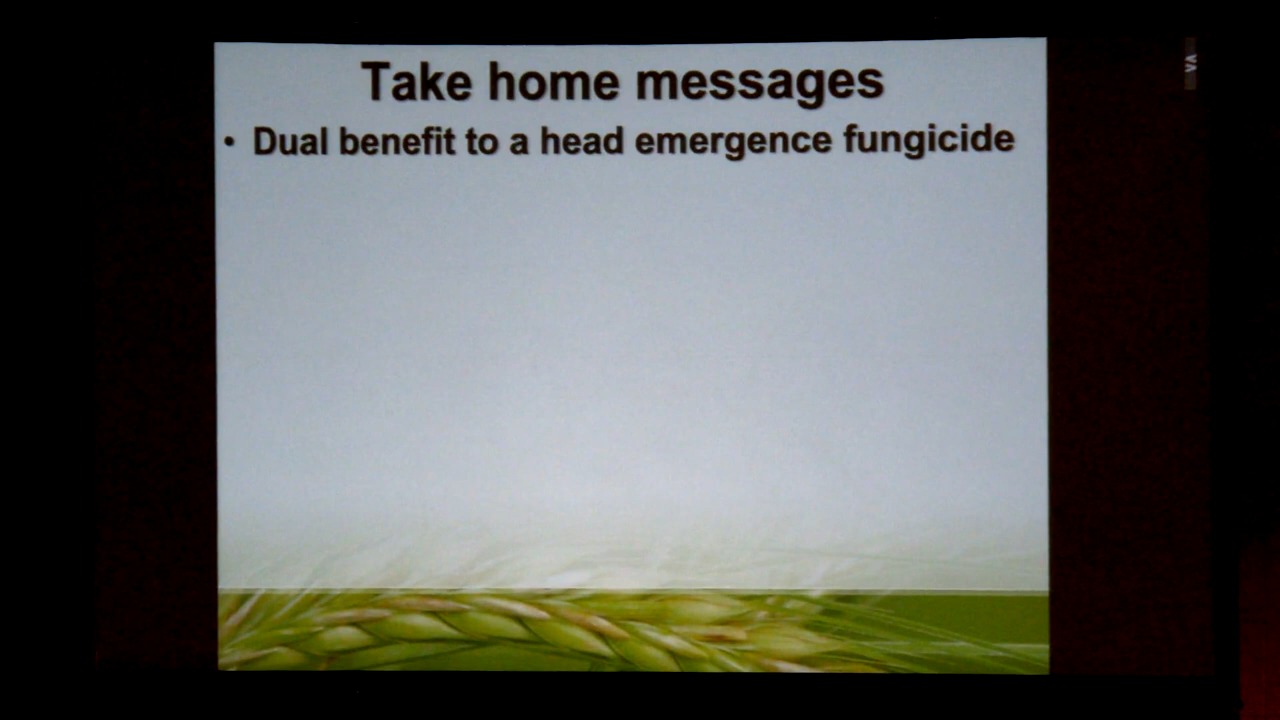 Take home messages
• Dual benefit to a head emergence fungicide